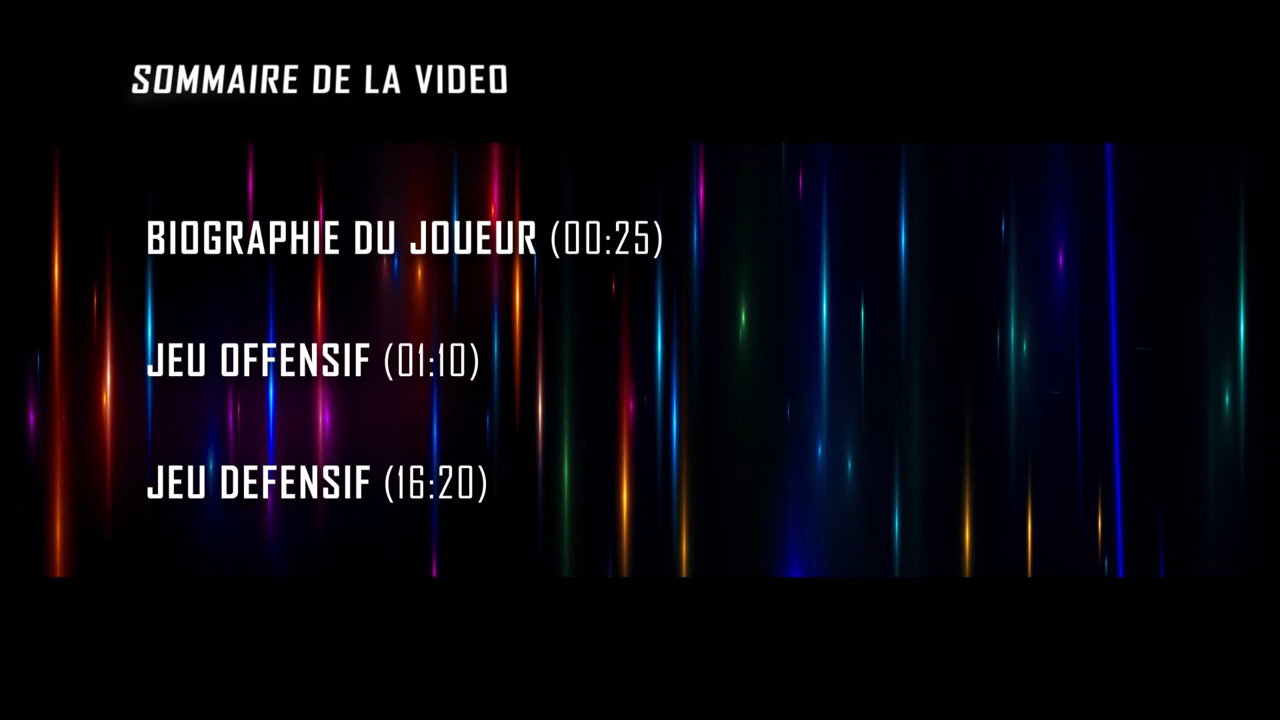 SOMMAIRE DE LA VIDEO
BIOGRAPHIE DU JOUEUR (00:25)
JEU OFFENSIF (01:10)
JEU DEFENSIF (16:20)